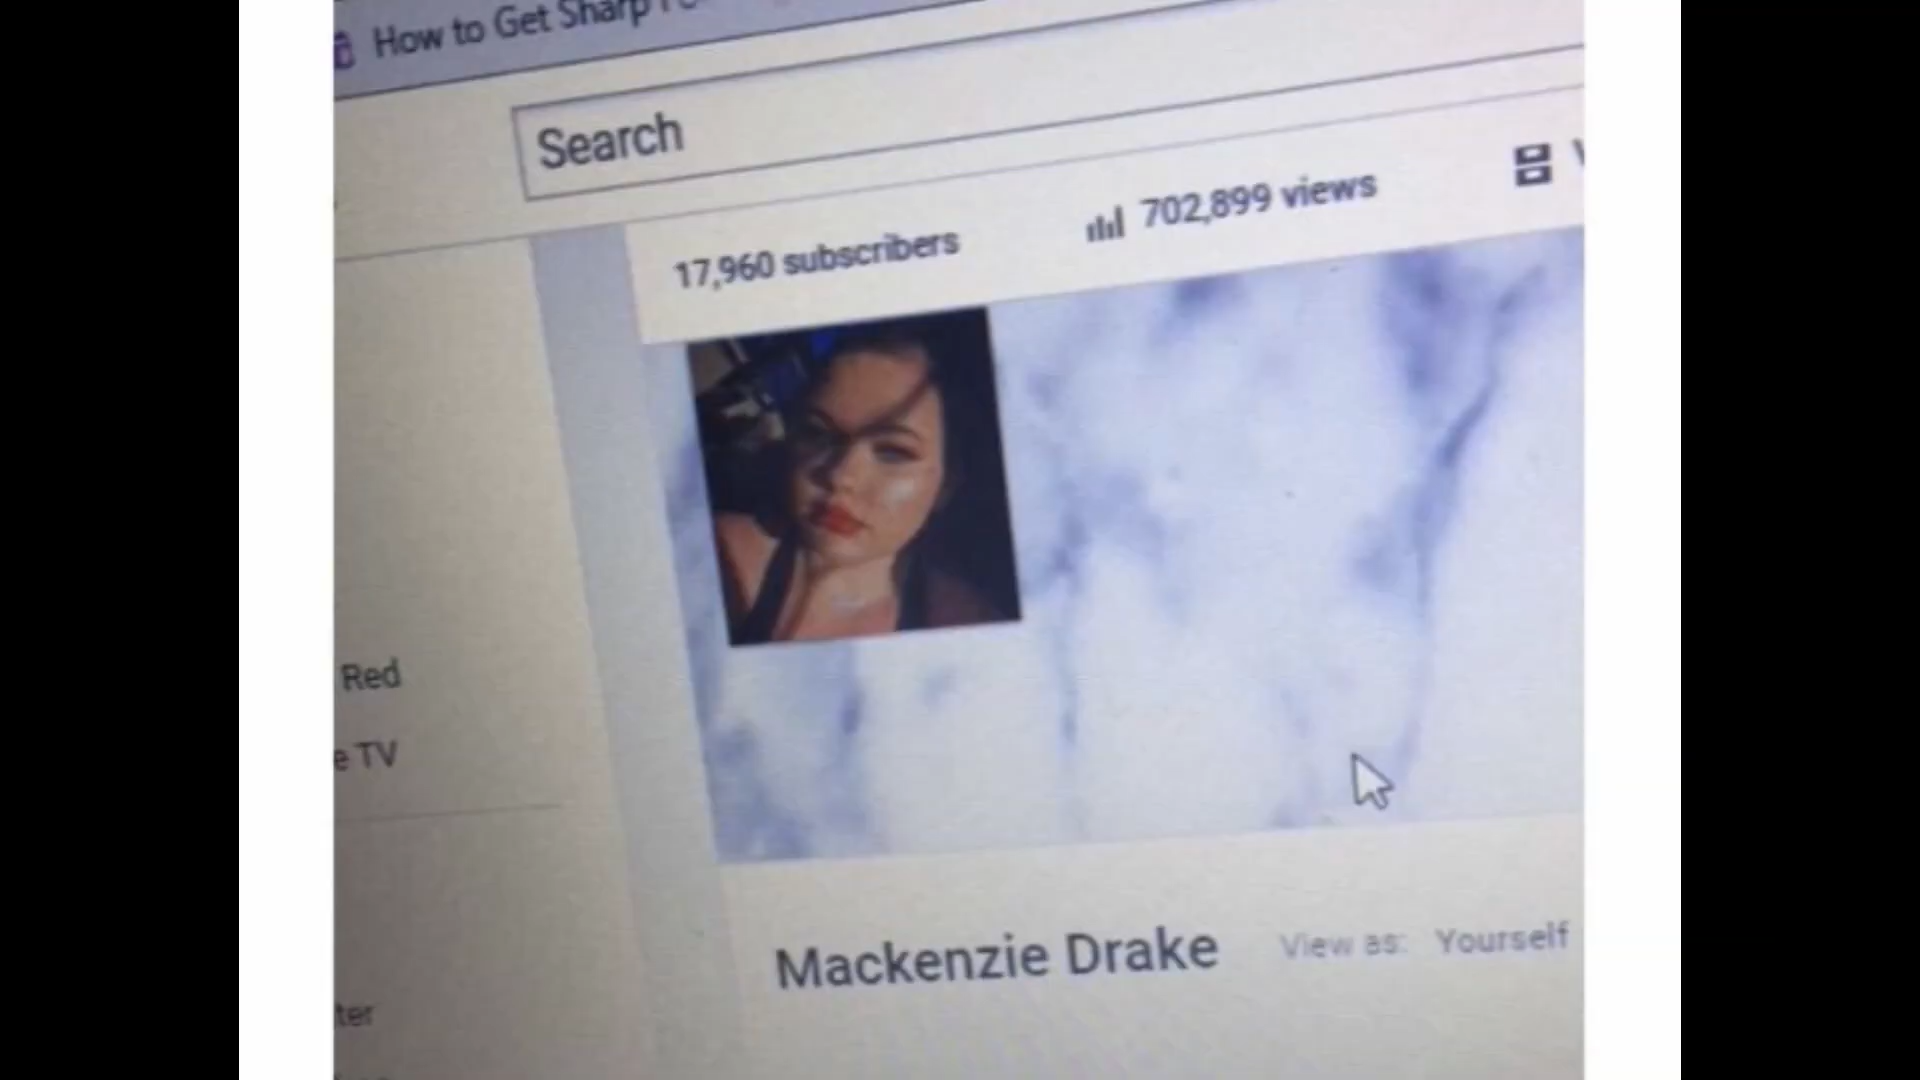 How to Get Sharp
Search
17,960 subscribers
702,899 views
Red
e TV
Mackenzie Drake
View as: Yourself
ter